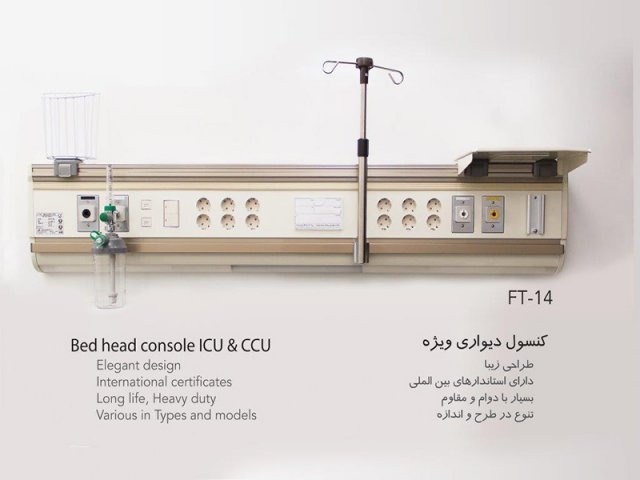 FT-14
Bed head console ICU & CCU
Elegant design
International certificates
Long life, Heavy duty
Various in Types and models
کنسول دیواری ویژه
طراحی زیبا
دارای استاندارهای بین المللی
بسیار با دوام و مقاوم
تنوع در طرح و اندازه